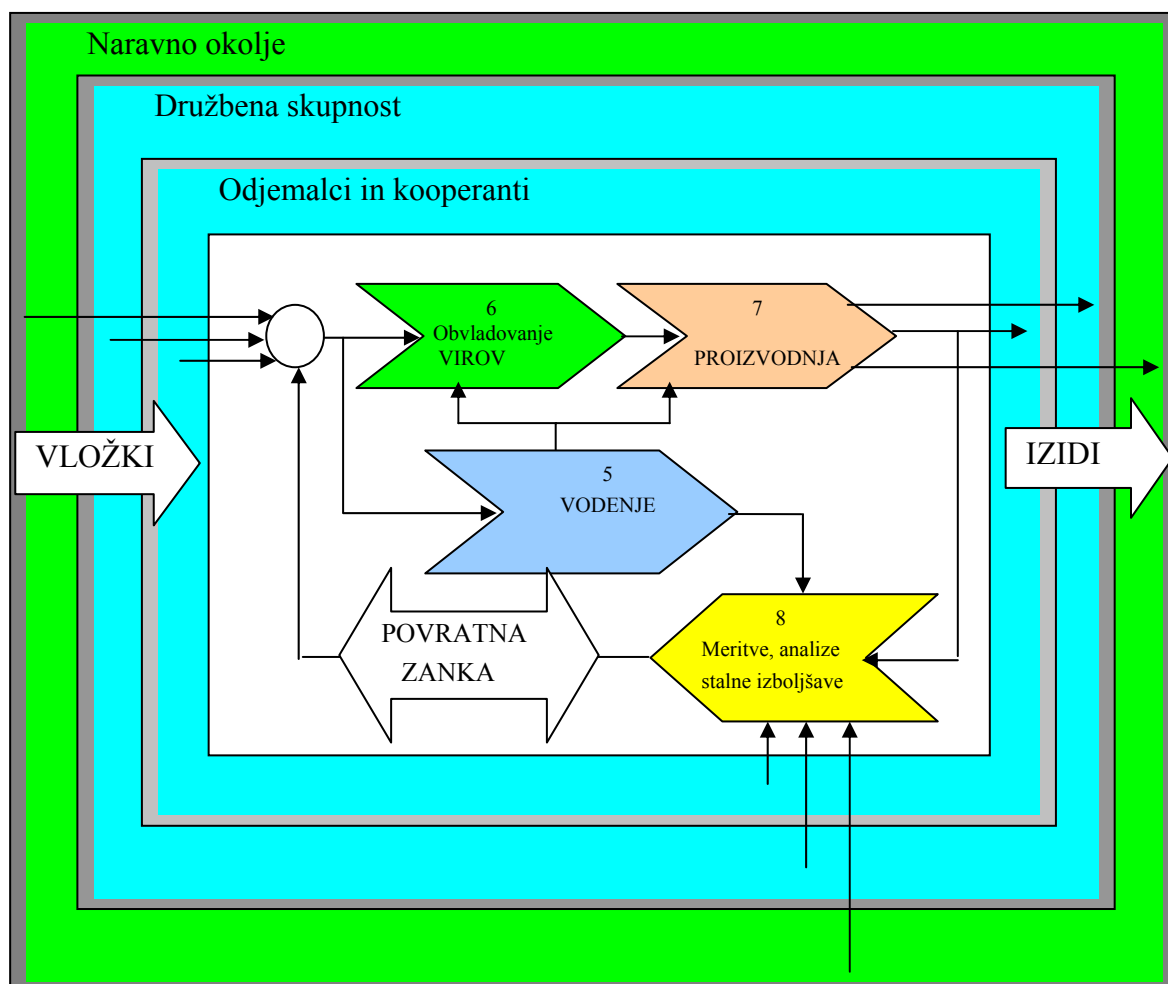 Naravno okolje
Družbena skupnost
Odjemalci in kooperanti
6
Obvladovanje
VIROV
7
PROIZVODNJA
VLOŽKI
IZIDI
5
VODENJE
POVRATNA
ZANKA
8
Meritve, analize
stalne izboljšave